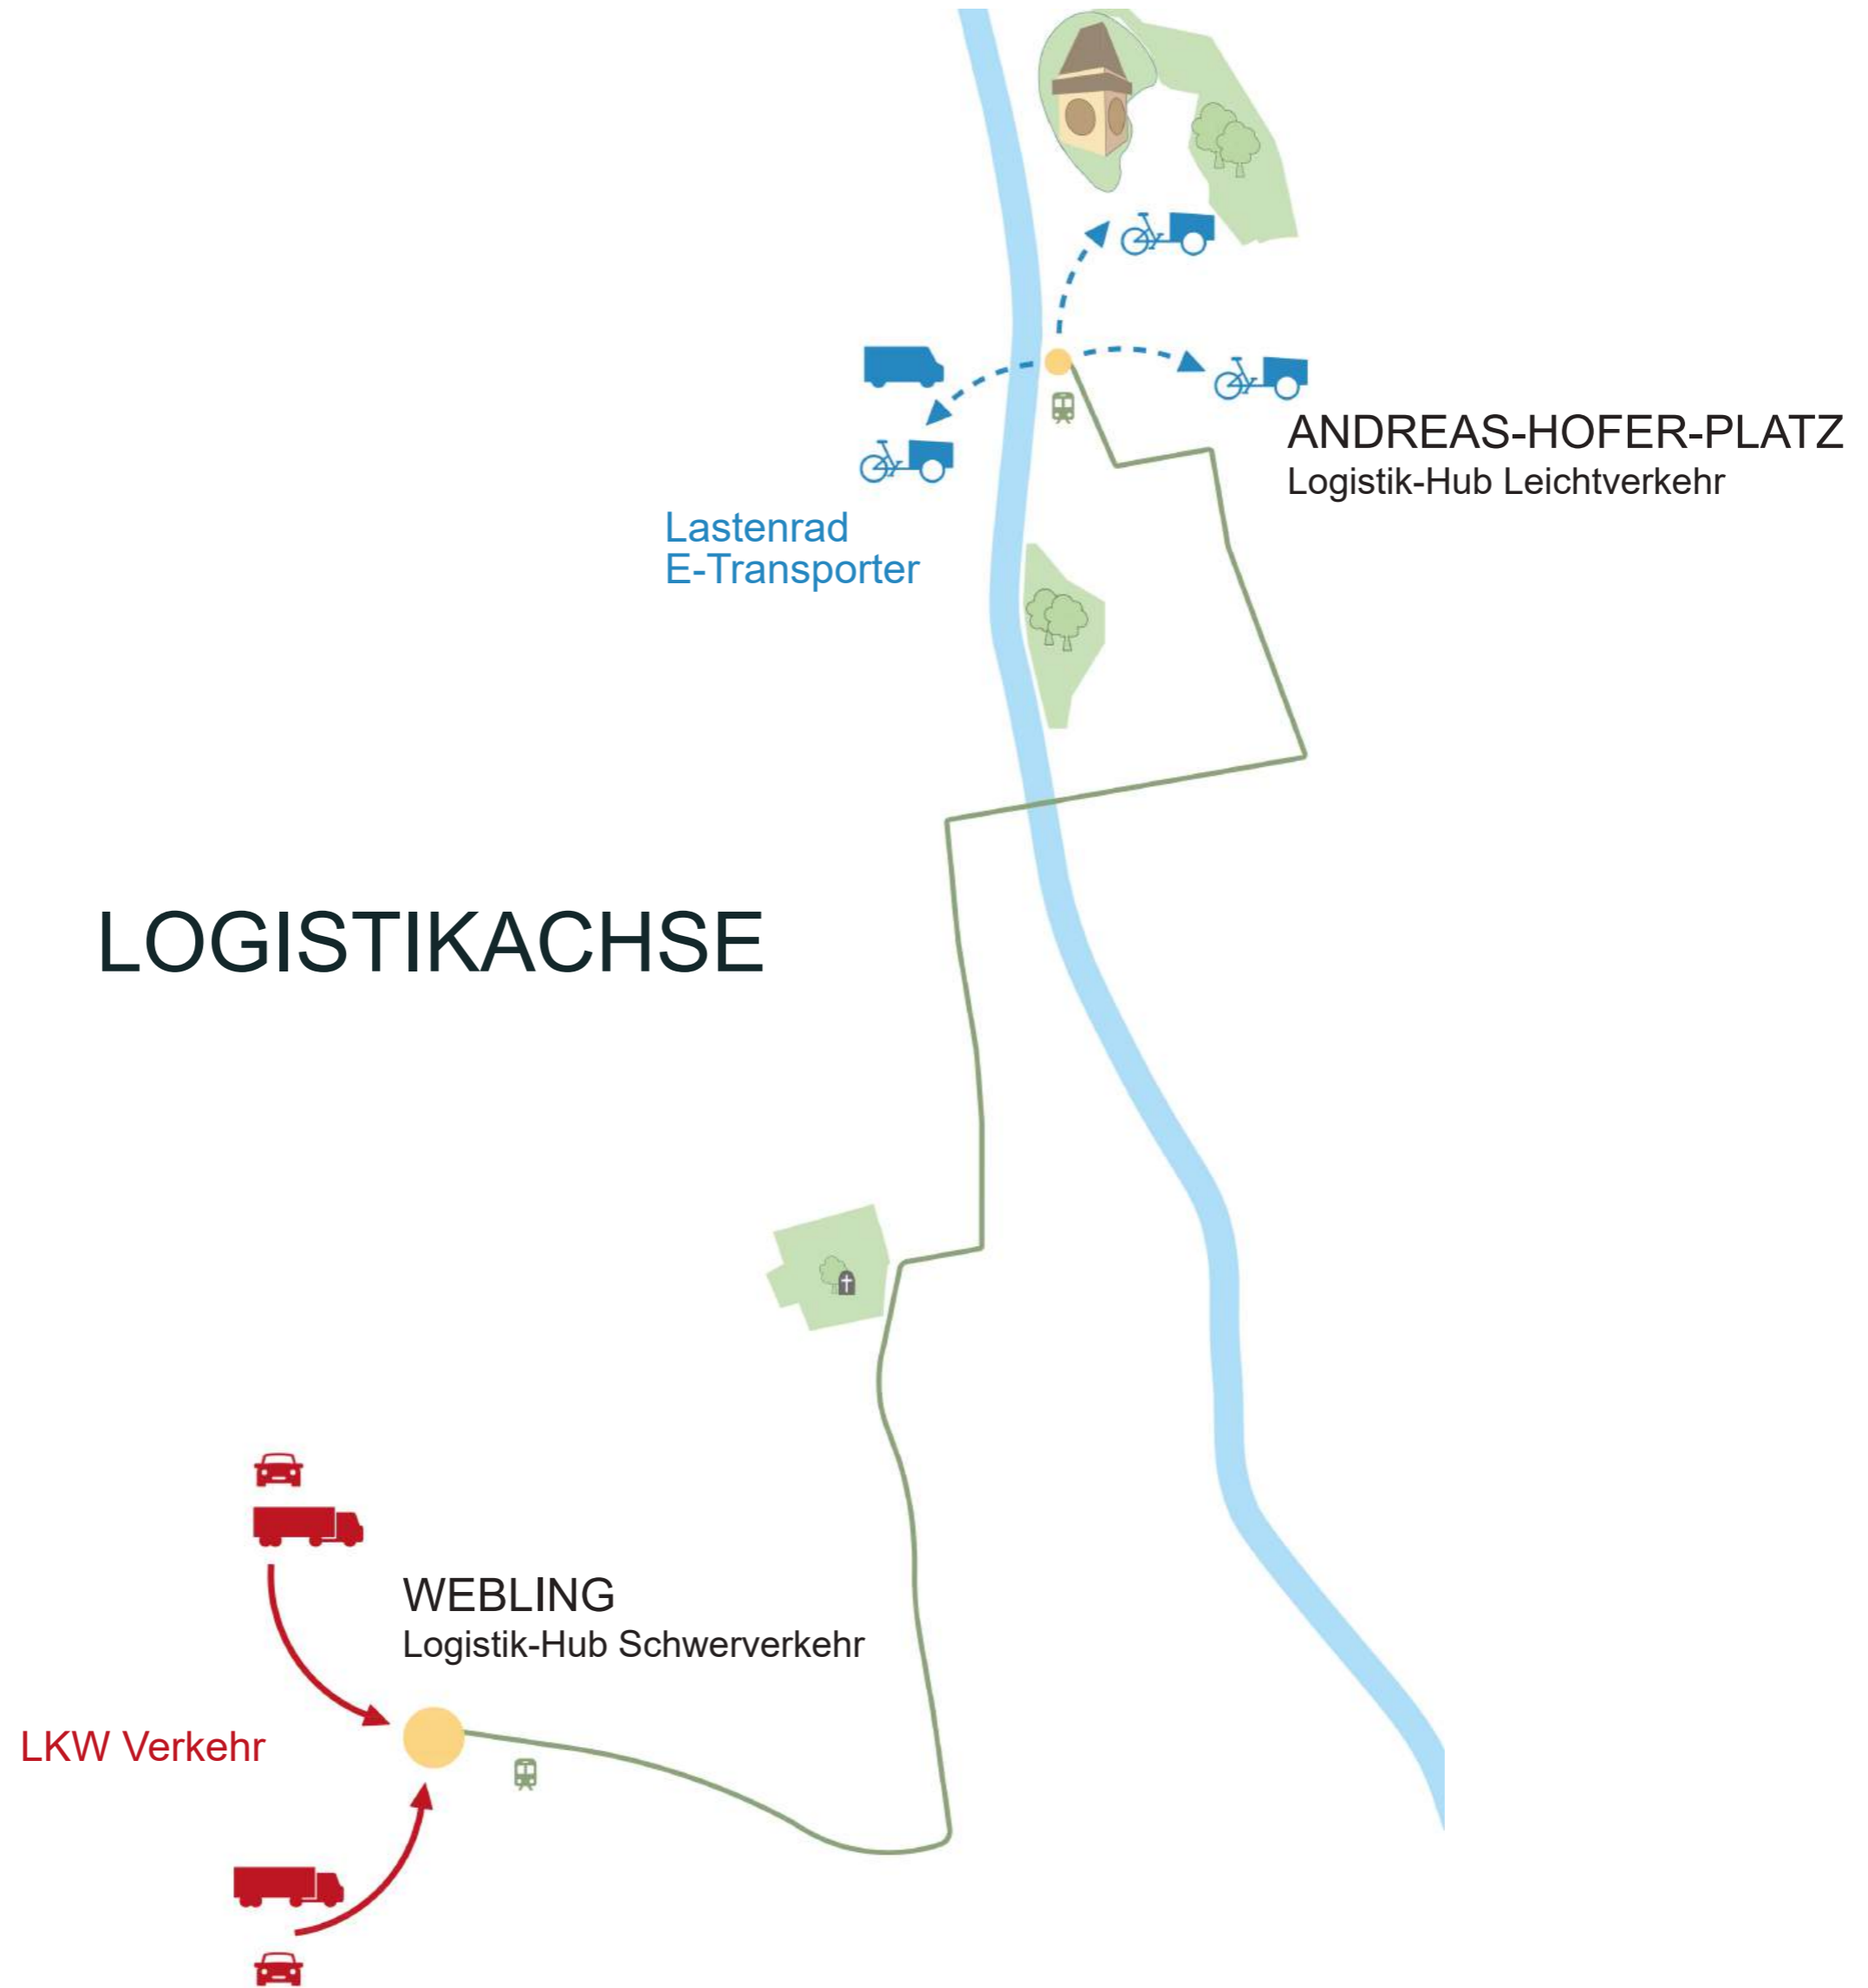 ANDREAS-HOFER-PLATZ
Logistik-Hub Leichtverkehr
Lastenrad
E-Transporter
LOGISTIKACHSE
WEBLING
Logistik-Hub Schwerverkehr
LKW Verkehr